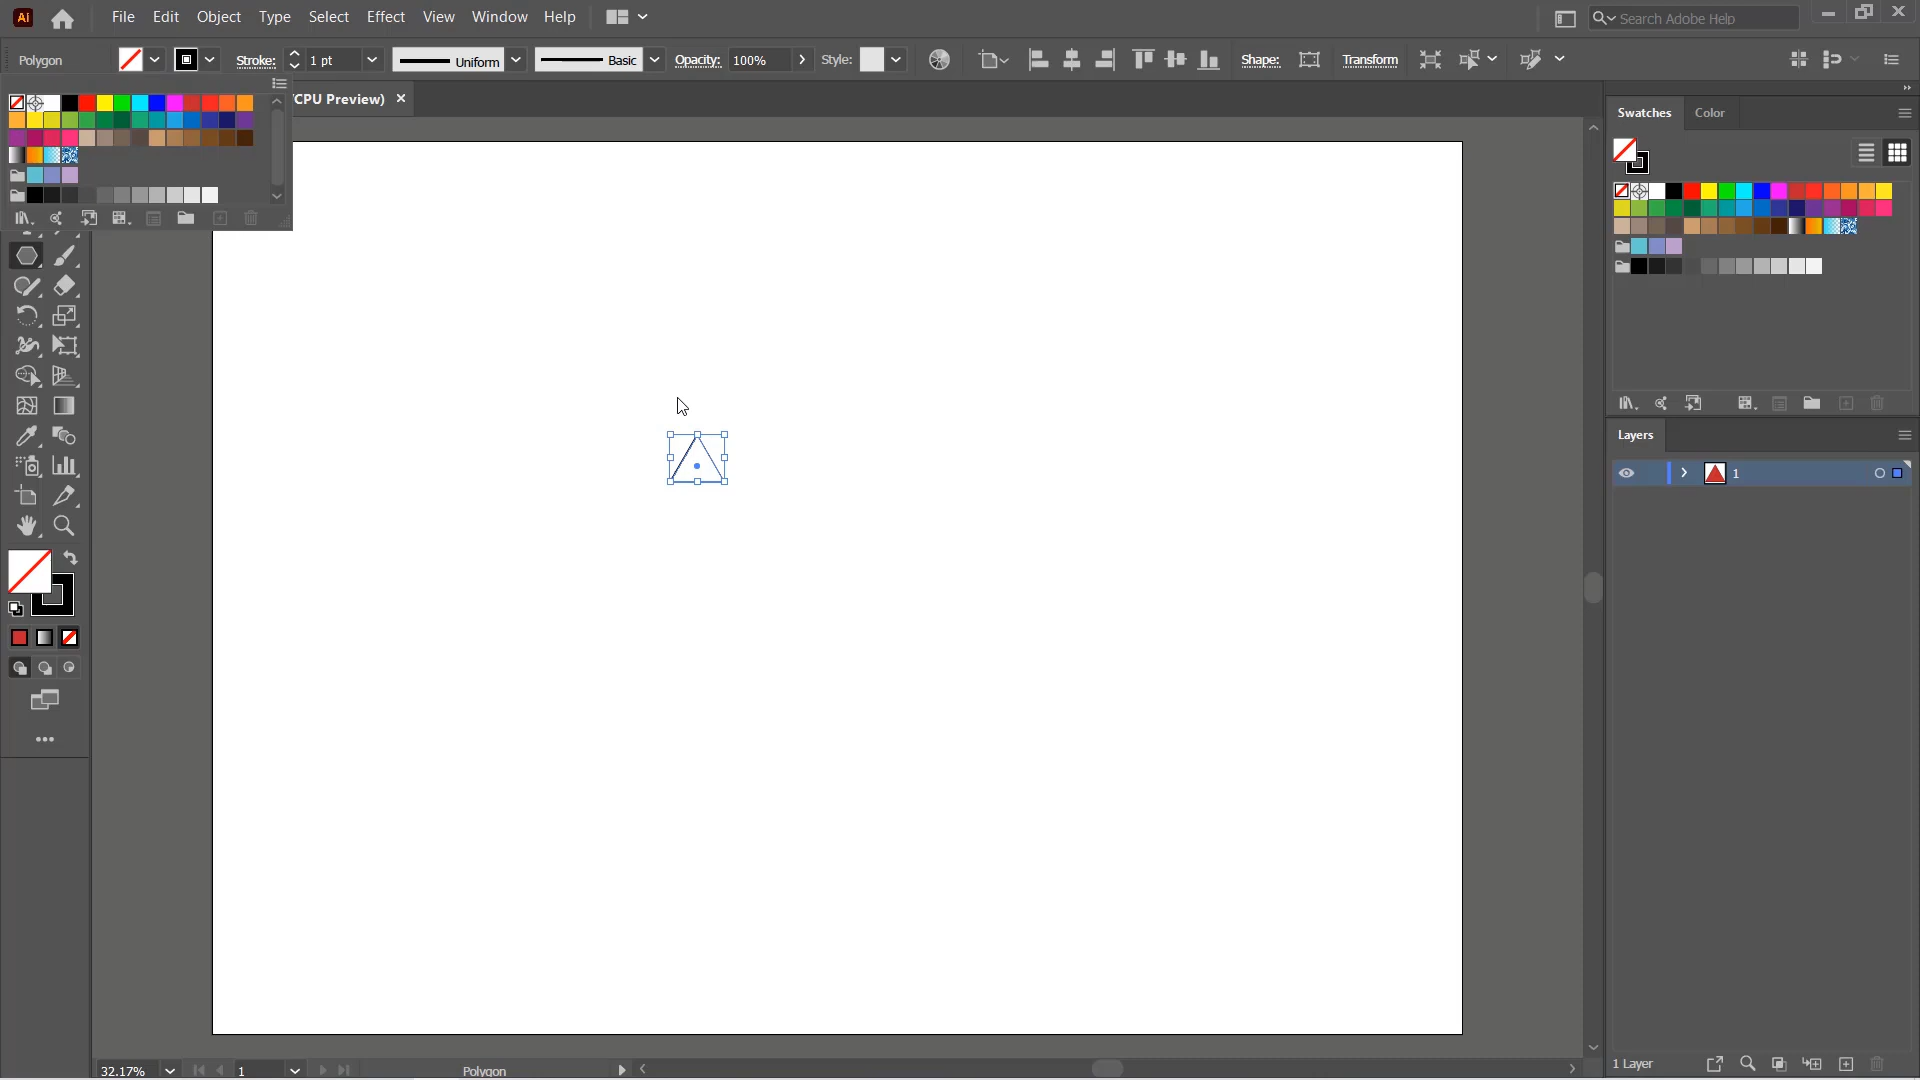 Ai File Edit Object Type Select Effect View Window Help Search Adobe Help
Polygon Stroke: 1 pt Uniform Basic Opacity: 100% Style: Shape: Transform
CPU Preview) ×
Swatches Color
Layers
1
1 Layer
32.17% 1 Polygon